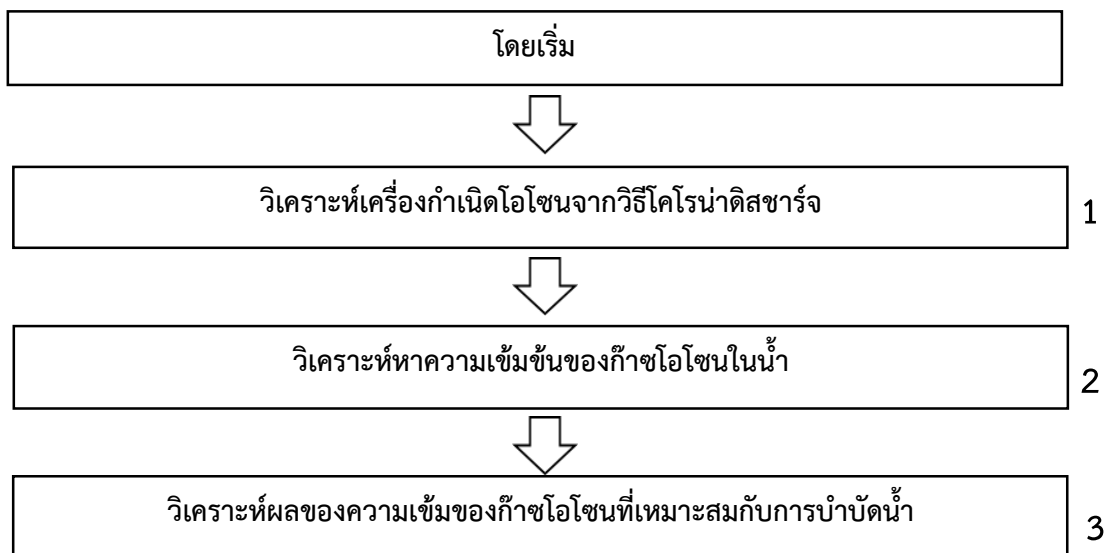 โดยเริ่ม
วิเคราะห์เครื่องกำเนิดโอโซนจากวิธีโคโรน่าดิสชาร์จ
1
วิเคราะห์หาความเข้มข้นของก๊าซโอโซนในน้ำ
2
วิเคราะห์ผลของความเข้มของก๊าซโอโซนที่เหมาะสมกับการบำบัดน้ำ
3